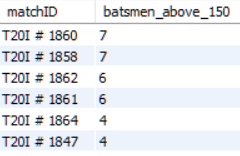 matchID batsmen_above_150
T20I # 1860 7
T20I # 1858 7
T20I # 1862 6
T20I # 1861 6
T20I # 1864 4
T20I # 1847 4